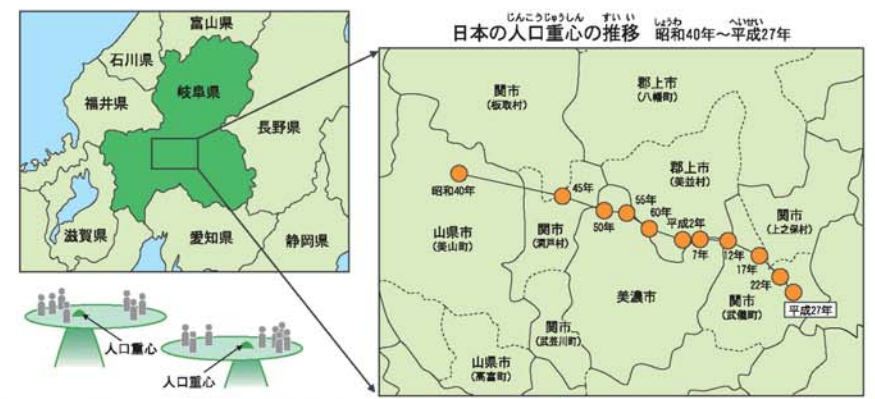 じんこうじゅうしん すいい しょうわ へいせい
日本の人口重心の推移 昭和40年～平成27年
富山県
石川県
岐阜県
福井県
長野県
滋賀県
愛知県
静岡県
人口重心
人口重心
関市
(板取村)
郡上市
(八幡町)
郡上市
(美並村)
昭和40年
45年
50年
55年
60年
平成2年
7年
12年
17年
22年
平成27年
関市
(上之保村)
山県市
(美山町)
関市
(洞戸村)
美濃市
関市
(武儀町)
関市
(武芸川町)
山県市
(高富町)